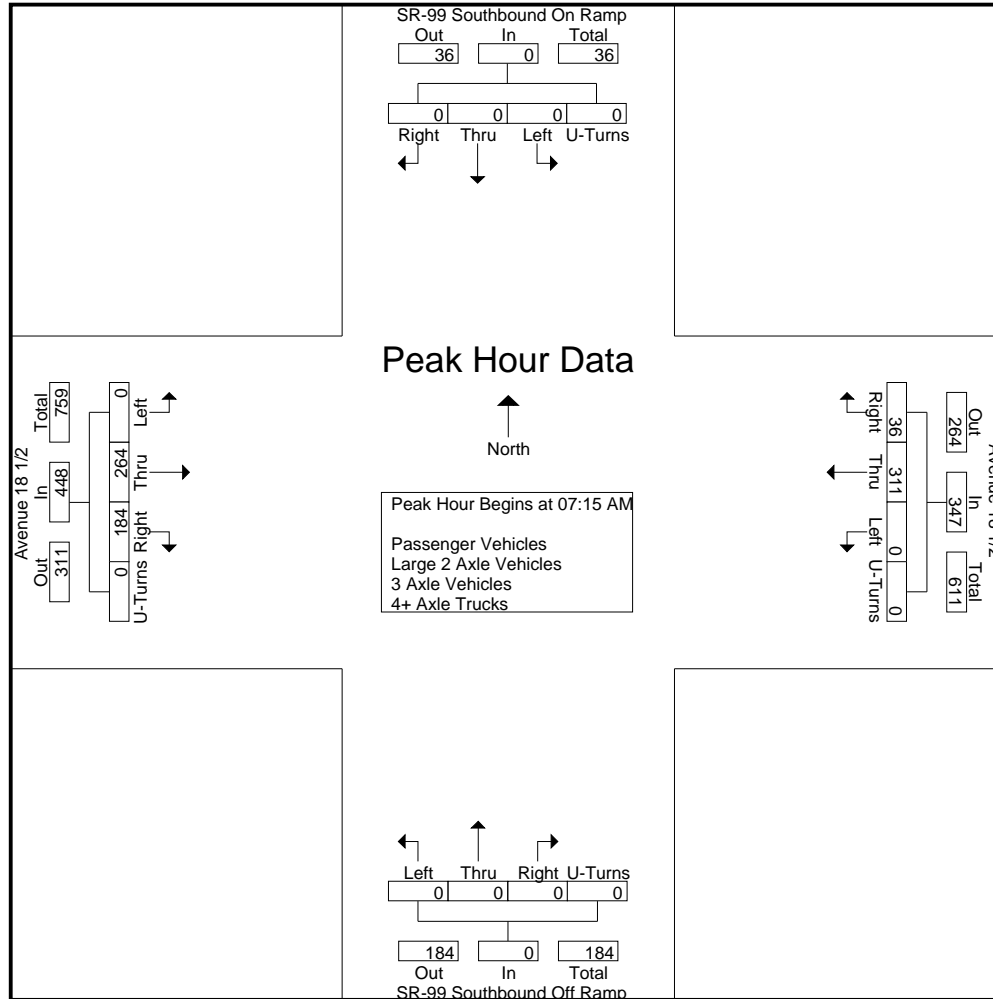 SR-99 Southbound On Ramp
Out In Total
36 0 36
0 0 0 0
Right Thru Left U-Turns
Peak Hour Data
North
Peak Hour Begins at 07:15 AM
Passenger Vehicles
Large 2 Axle Vehicles
3 Axle Vehicles
4+ Axle Trucks
Avenue 18 1/2
Out In Total
311 448 759
0 184 264 0
U-Turns Right Thru Left
Out In Total
264 347 611
36 311 0 0
Right Thru Left U-Turns
Avenue 18 1/2
Left Thru Right U-Turns
0 0 0 0
184 0 184
Out In Total
SR-99 Southbound Off Ramp